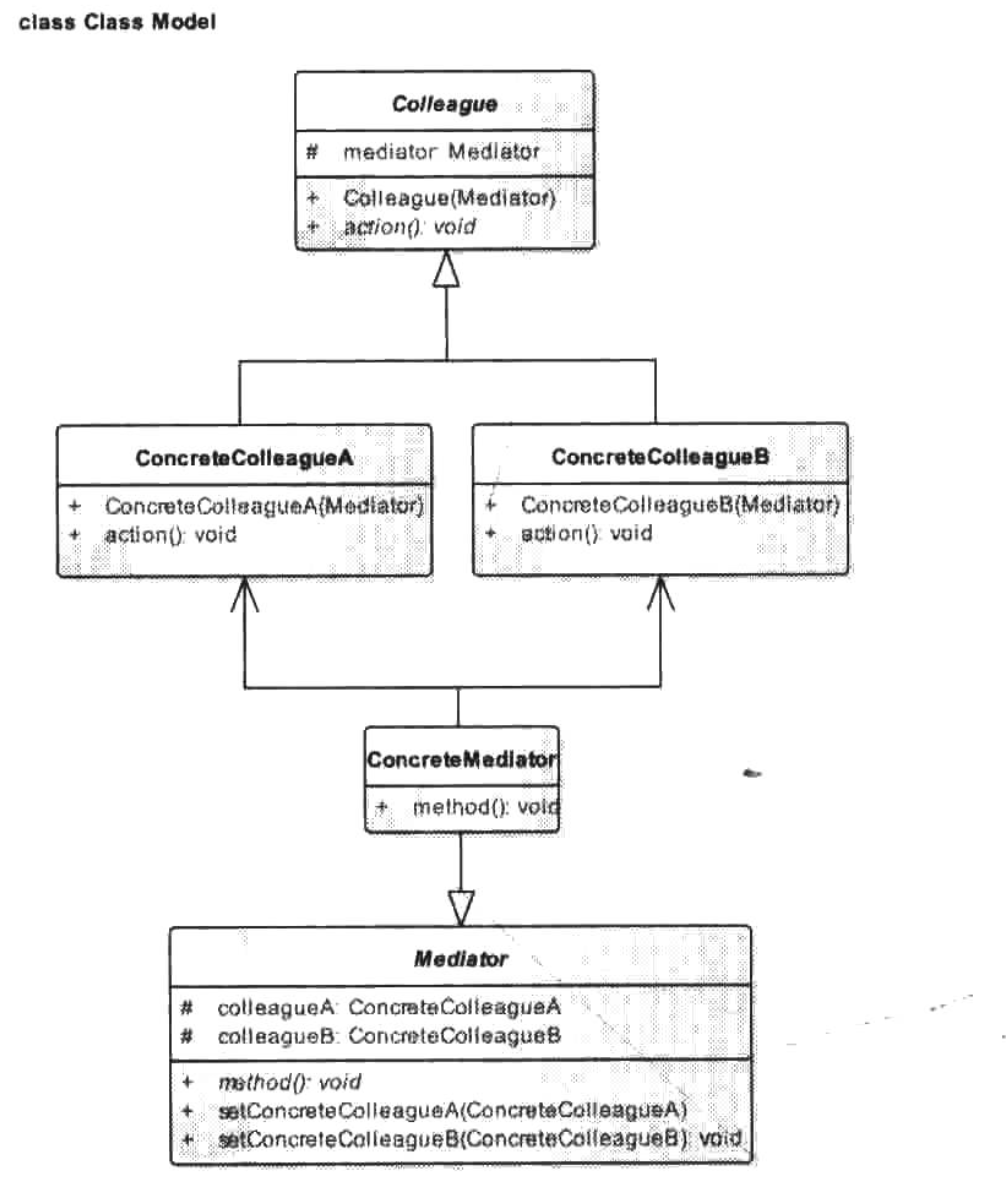 class Class Model
Colleague
# mediator Mediator
+ Colleague(Mediator)
+ action(): void
ConcreteColleagueA
+ ConcreteColleagueA(Mediator)
+ action(): void
ConcreteColleagueB
+ ConcreteColleagueB(Mediator)
+ action(): void
ConcreteMediator
+ method(): void
Mediator
# colleagueA: ConcreteColleagueA
# colleagueB: ConcreteColleagueB
+ method(): void
+ setConcreteColleagueA(ConcreteColleagueA)
+ setConcreteColleagueB(ConcreteColleagueB): void